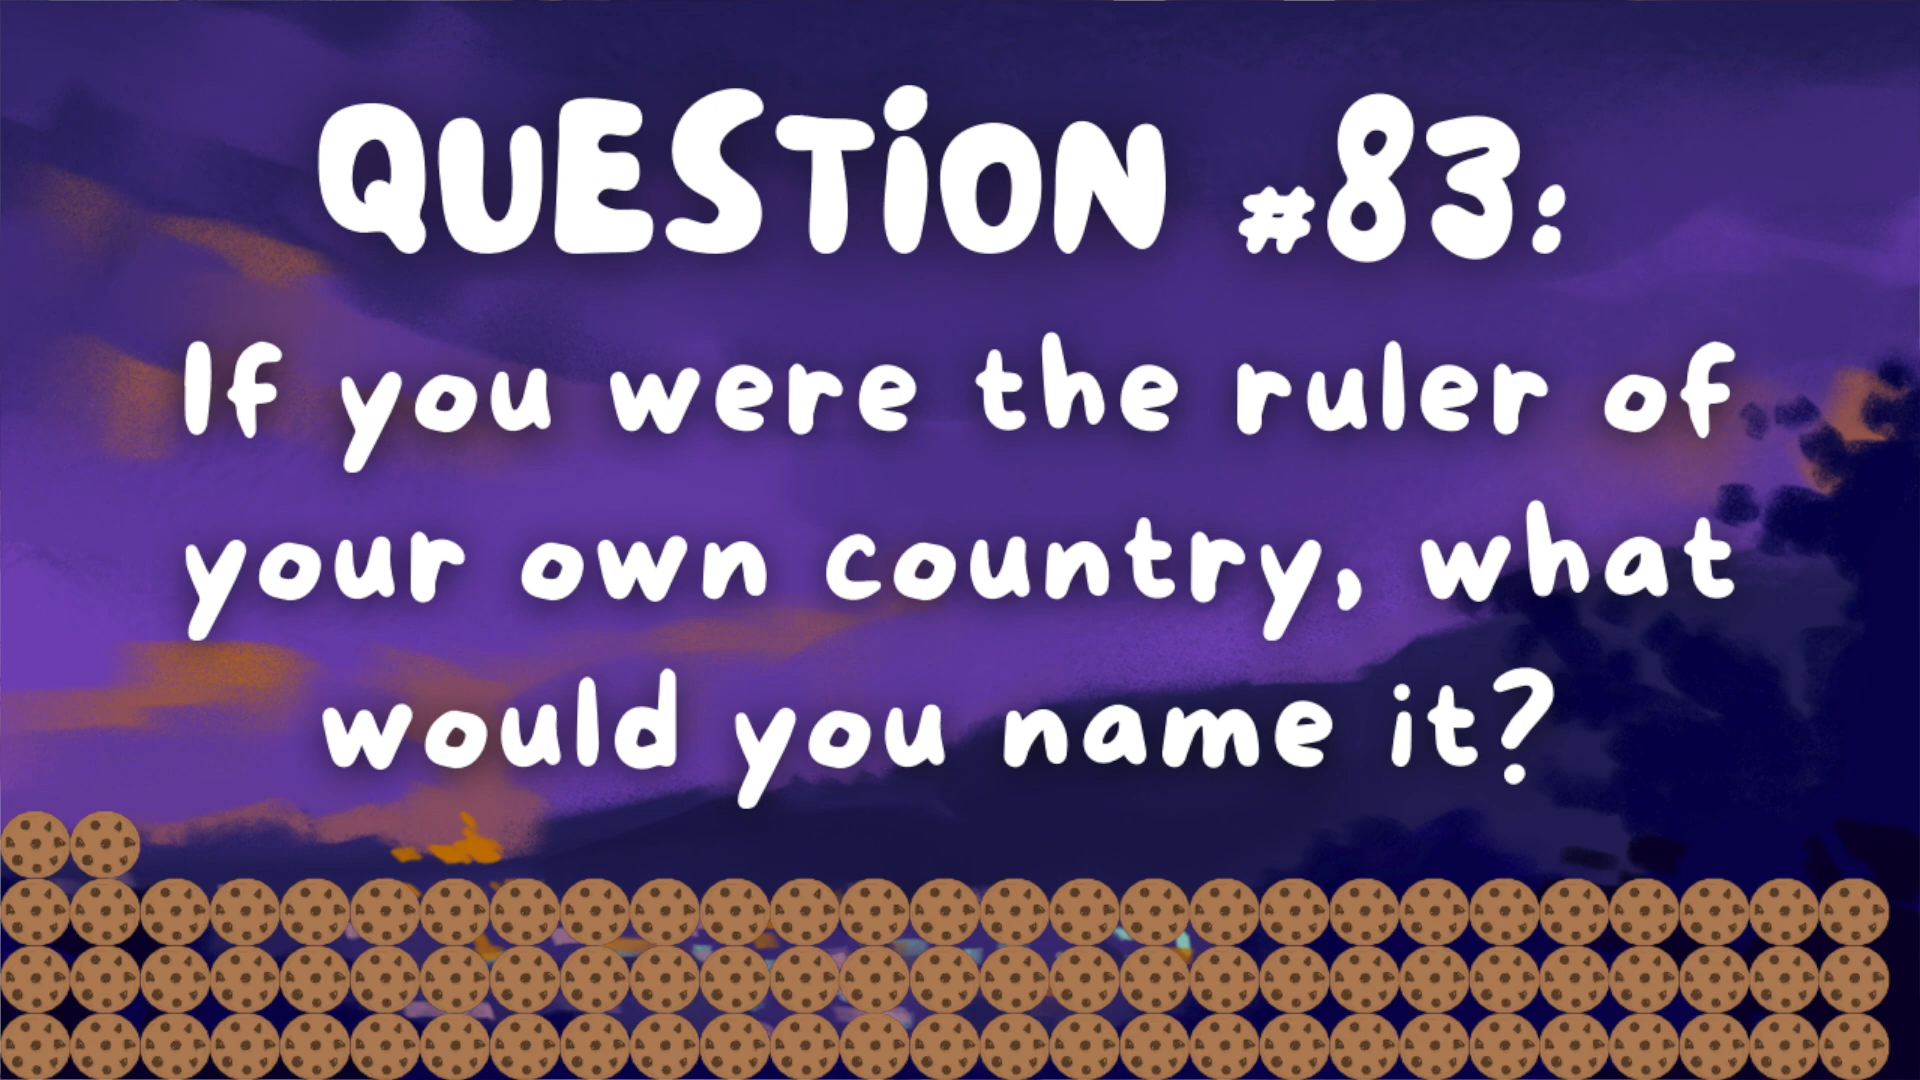 QUESTiON #83:
If you were the ruler of
your own country, what
would you name it?